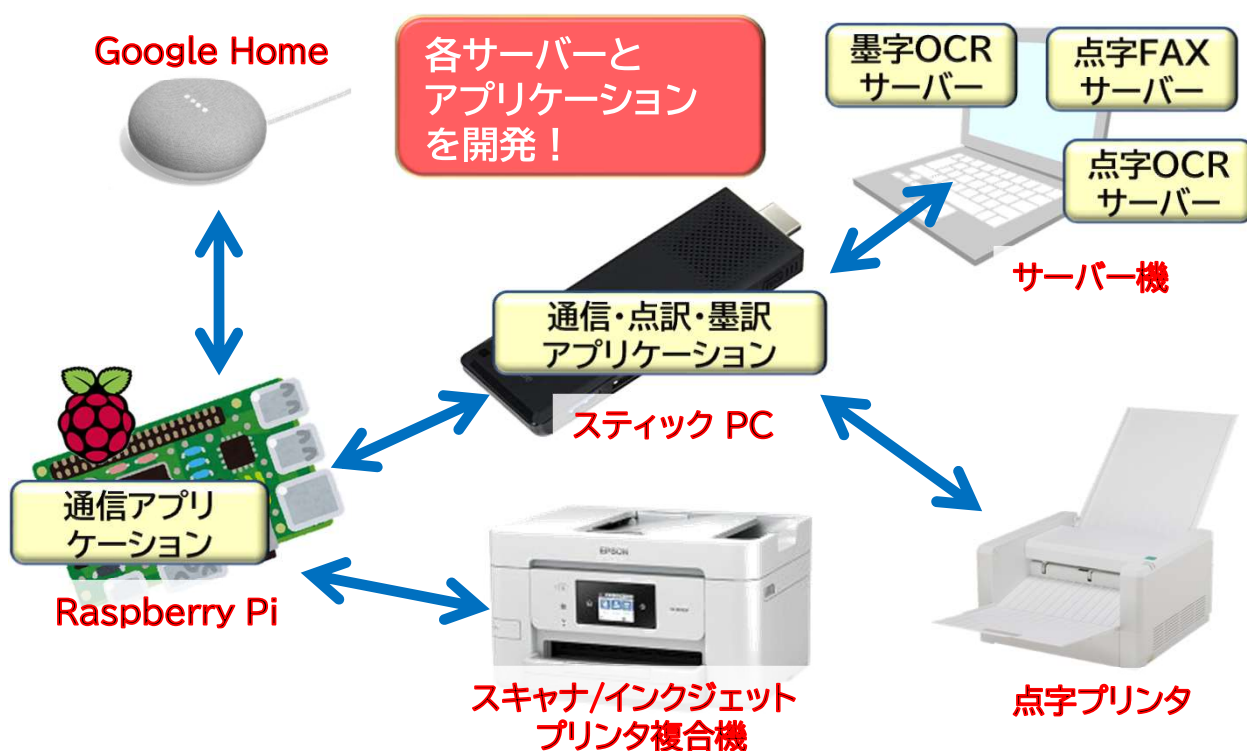 Google Home
各サーバーと
アプリケーション
を開発！
墨字OCR
サーバー
点字FAX
サーバー
点字OCR
サーバー
サーバー機
通信・点訳・墨訳
アプリケーション
スティック PC
通信アプリ
ケーション
Raspberry Pi
EPSON
スキャナ/インクジェット
プリンタ複合機
点字プリンタ